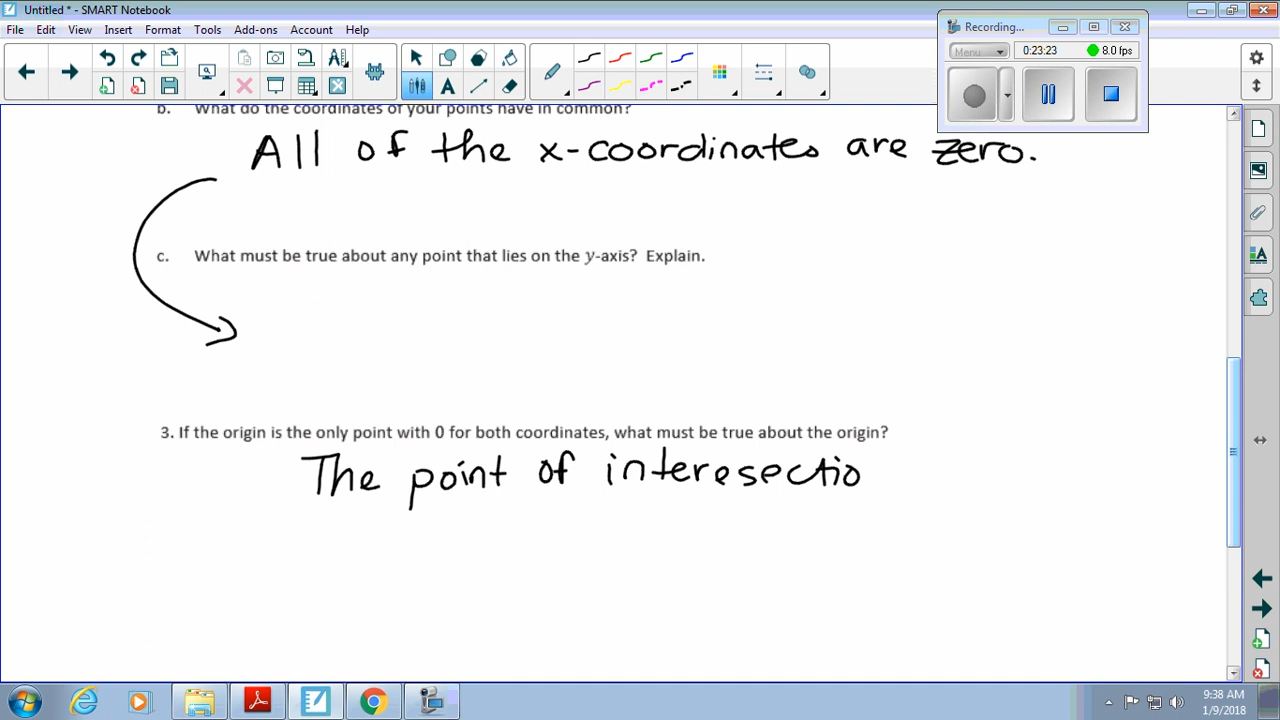 Untitled * - SMART Notebook
File Edit View Insert Format Tools Add-ons Account Help
Recording...
Menu 0:23:23 8.0 fps
b. What do the coordinates of your points have in common?
All of the x-coordinates are zero.
c. What must be true about any point that lies on the y-axis? Explain.
3. If the origin is the only point with 0 for both coordinates, what must be true about the origin?
The point of interesectio
9:38 AM
1/9/2018